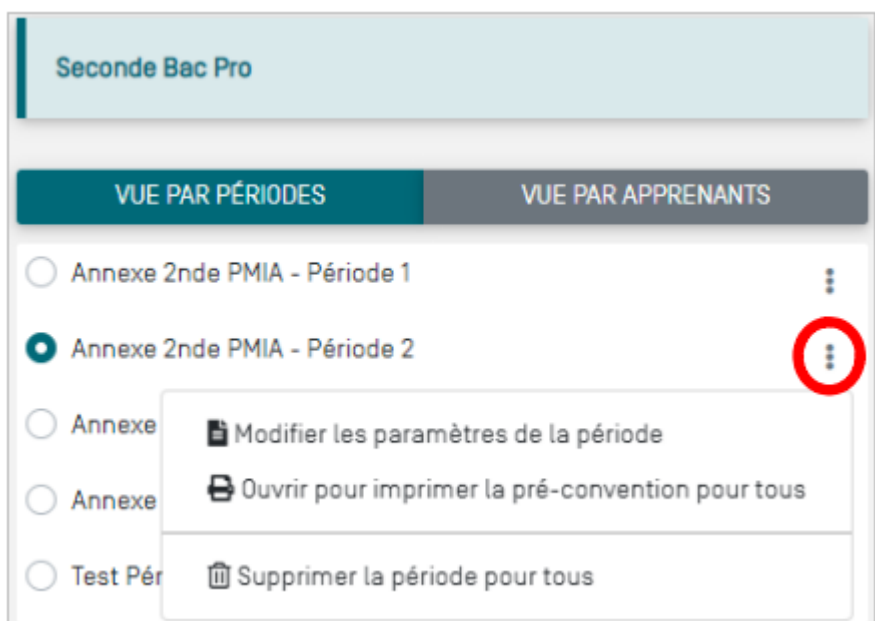 Seconde Bac Pro
VUE PAR PÉRIODES
VUE PAR APPRENANTS
Annexe 2nde PMIA - Période 1
Annexe 2nde PMIA - Période 2
Annexe
Modifier les paramètres de la période
Annexe
Ouvrir pour imprimer la pré-convention pour tous
Test Pér
Supprimer la période pour tous